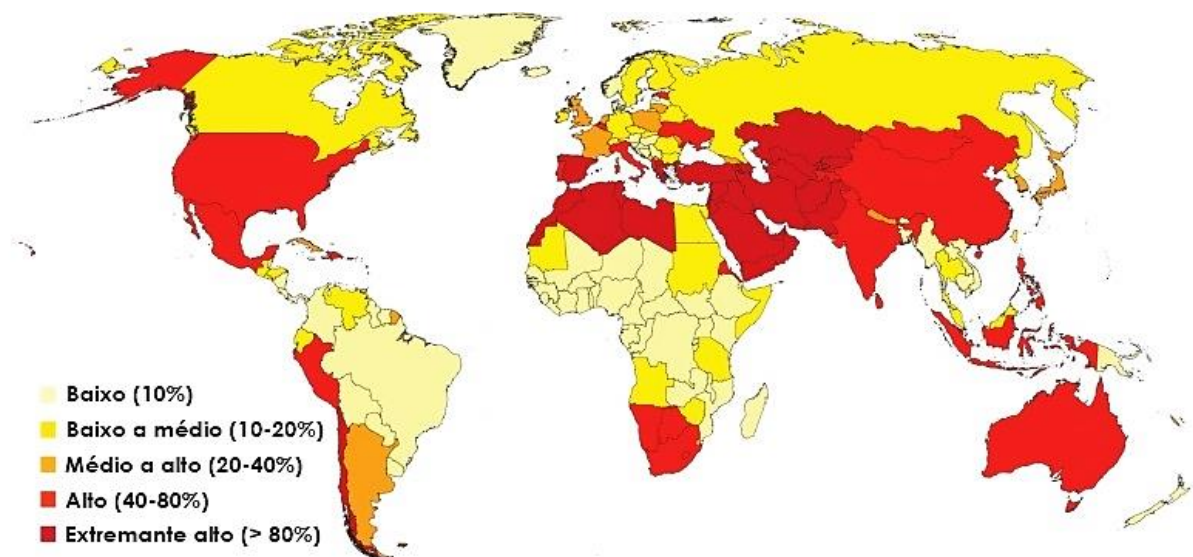 Baixo (10%)
Baixo a médio (10-20%)
Médio a alto (20-40%)
Alto (40-80%)
Extremante alto (> 80%)